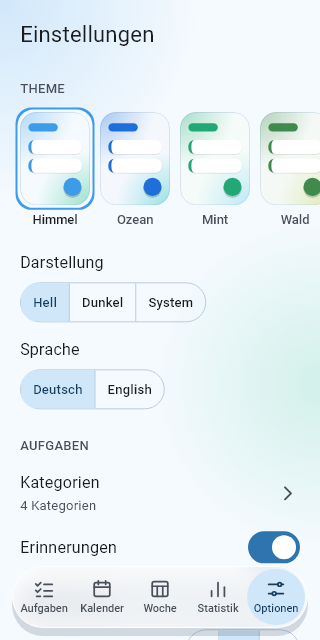 Einstellungen
THEME
Himmel Ozean Mint Wald
Darstellung
Hell Dunkel System
Sprache
Deutsch English
AUFGABEN
Kategorien
4 Kategorien
Erinnerungen
Aufgaben Kalender Woche Statistik Optionen